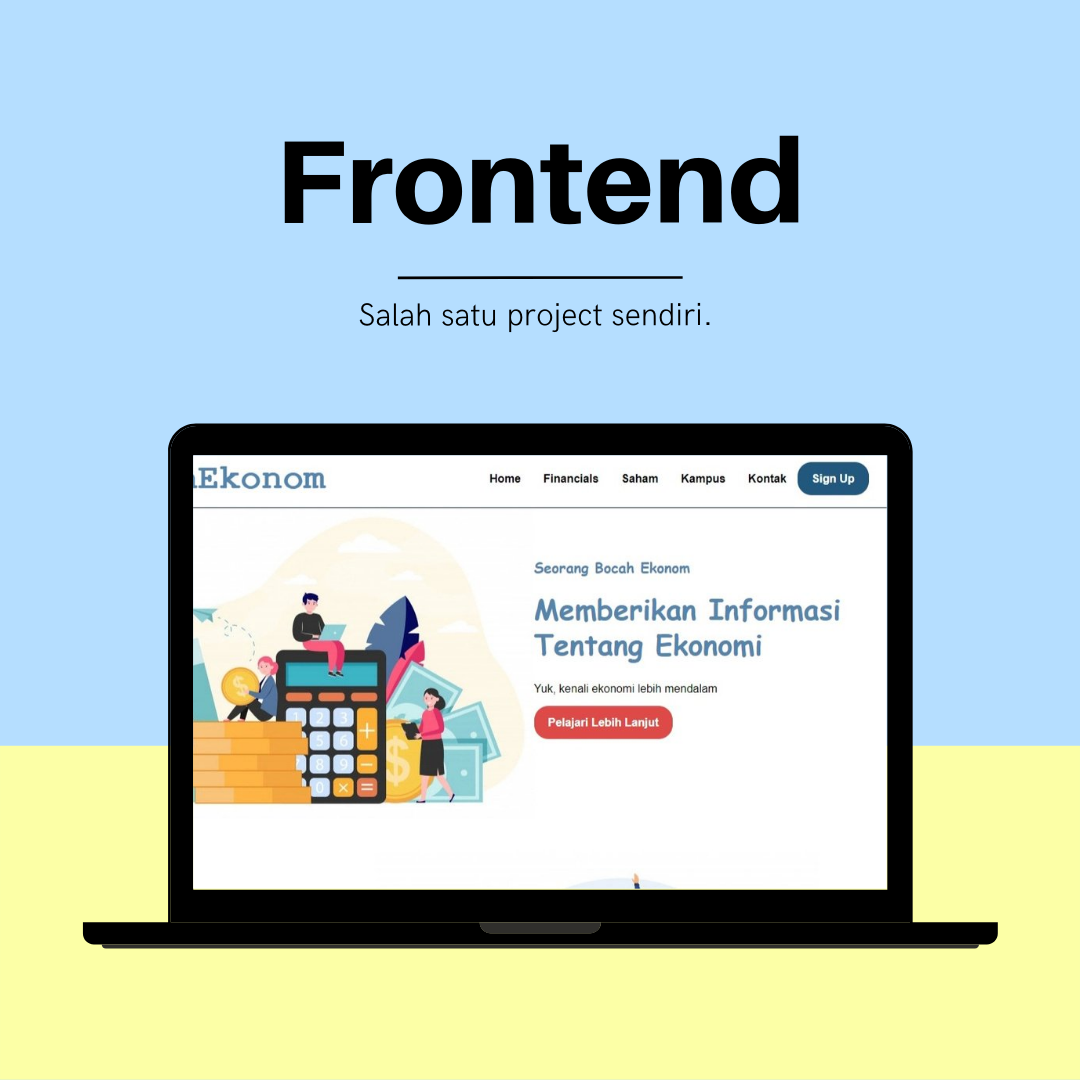 Frontend
Salah satu project sendiri.
Ekonom
Home Financials Saham Kampus Kontak Sign Up
Seorang Bocah Ekonom
Memberikan Informasi
Tentang Ekonomi
Yuk, kenali ekonomi lebih mendalam
Pelajari Lebih Lanjut
$
1 2 3 +
5 6
8 9 −
0 × =
$